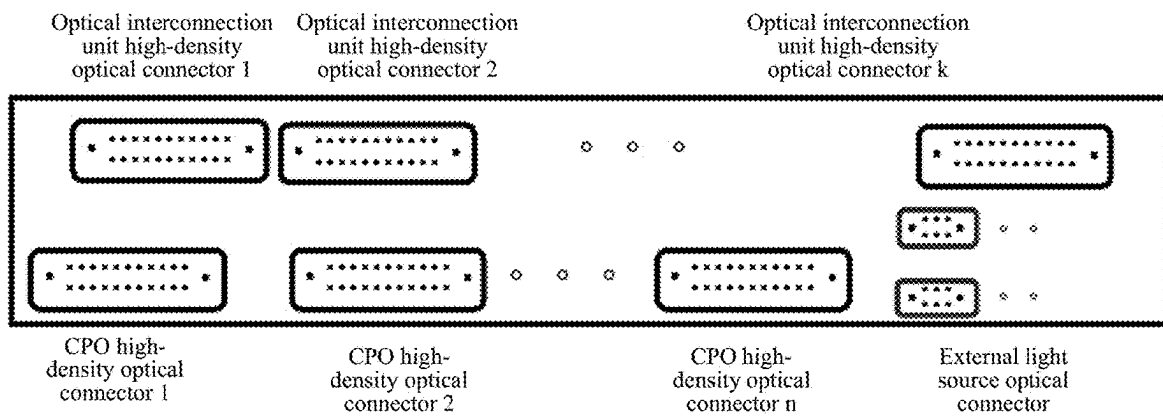 Optical interconnection
unit high-density
optical connector 1
Optical interconnection
unit high-density
optical connector 2
Optical interconnection
unit high-density
optical connector k
CPO high-
density optical
connector 1
CPO high-
density optical
connector 2
CPO high-
density optical
connector n
External light
source optical
connector